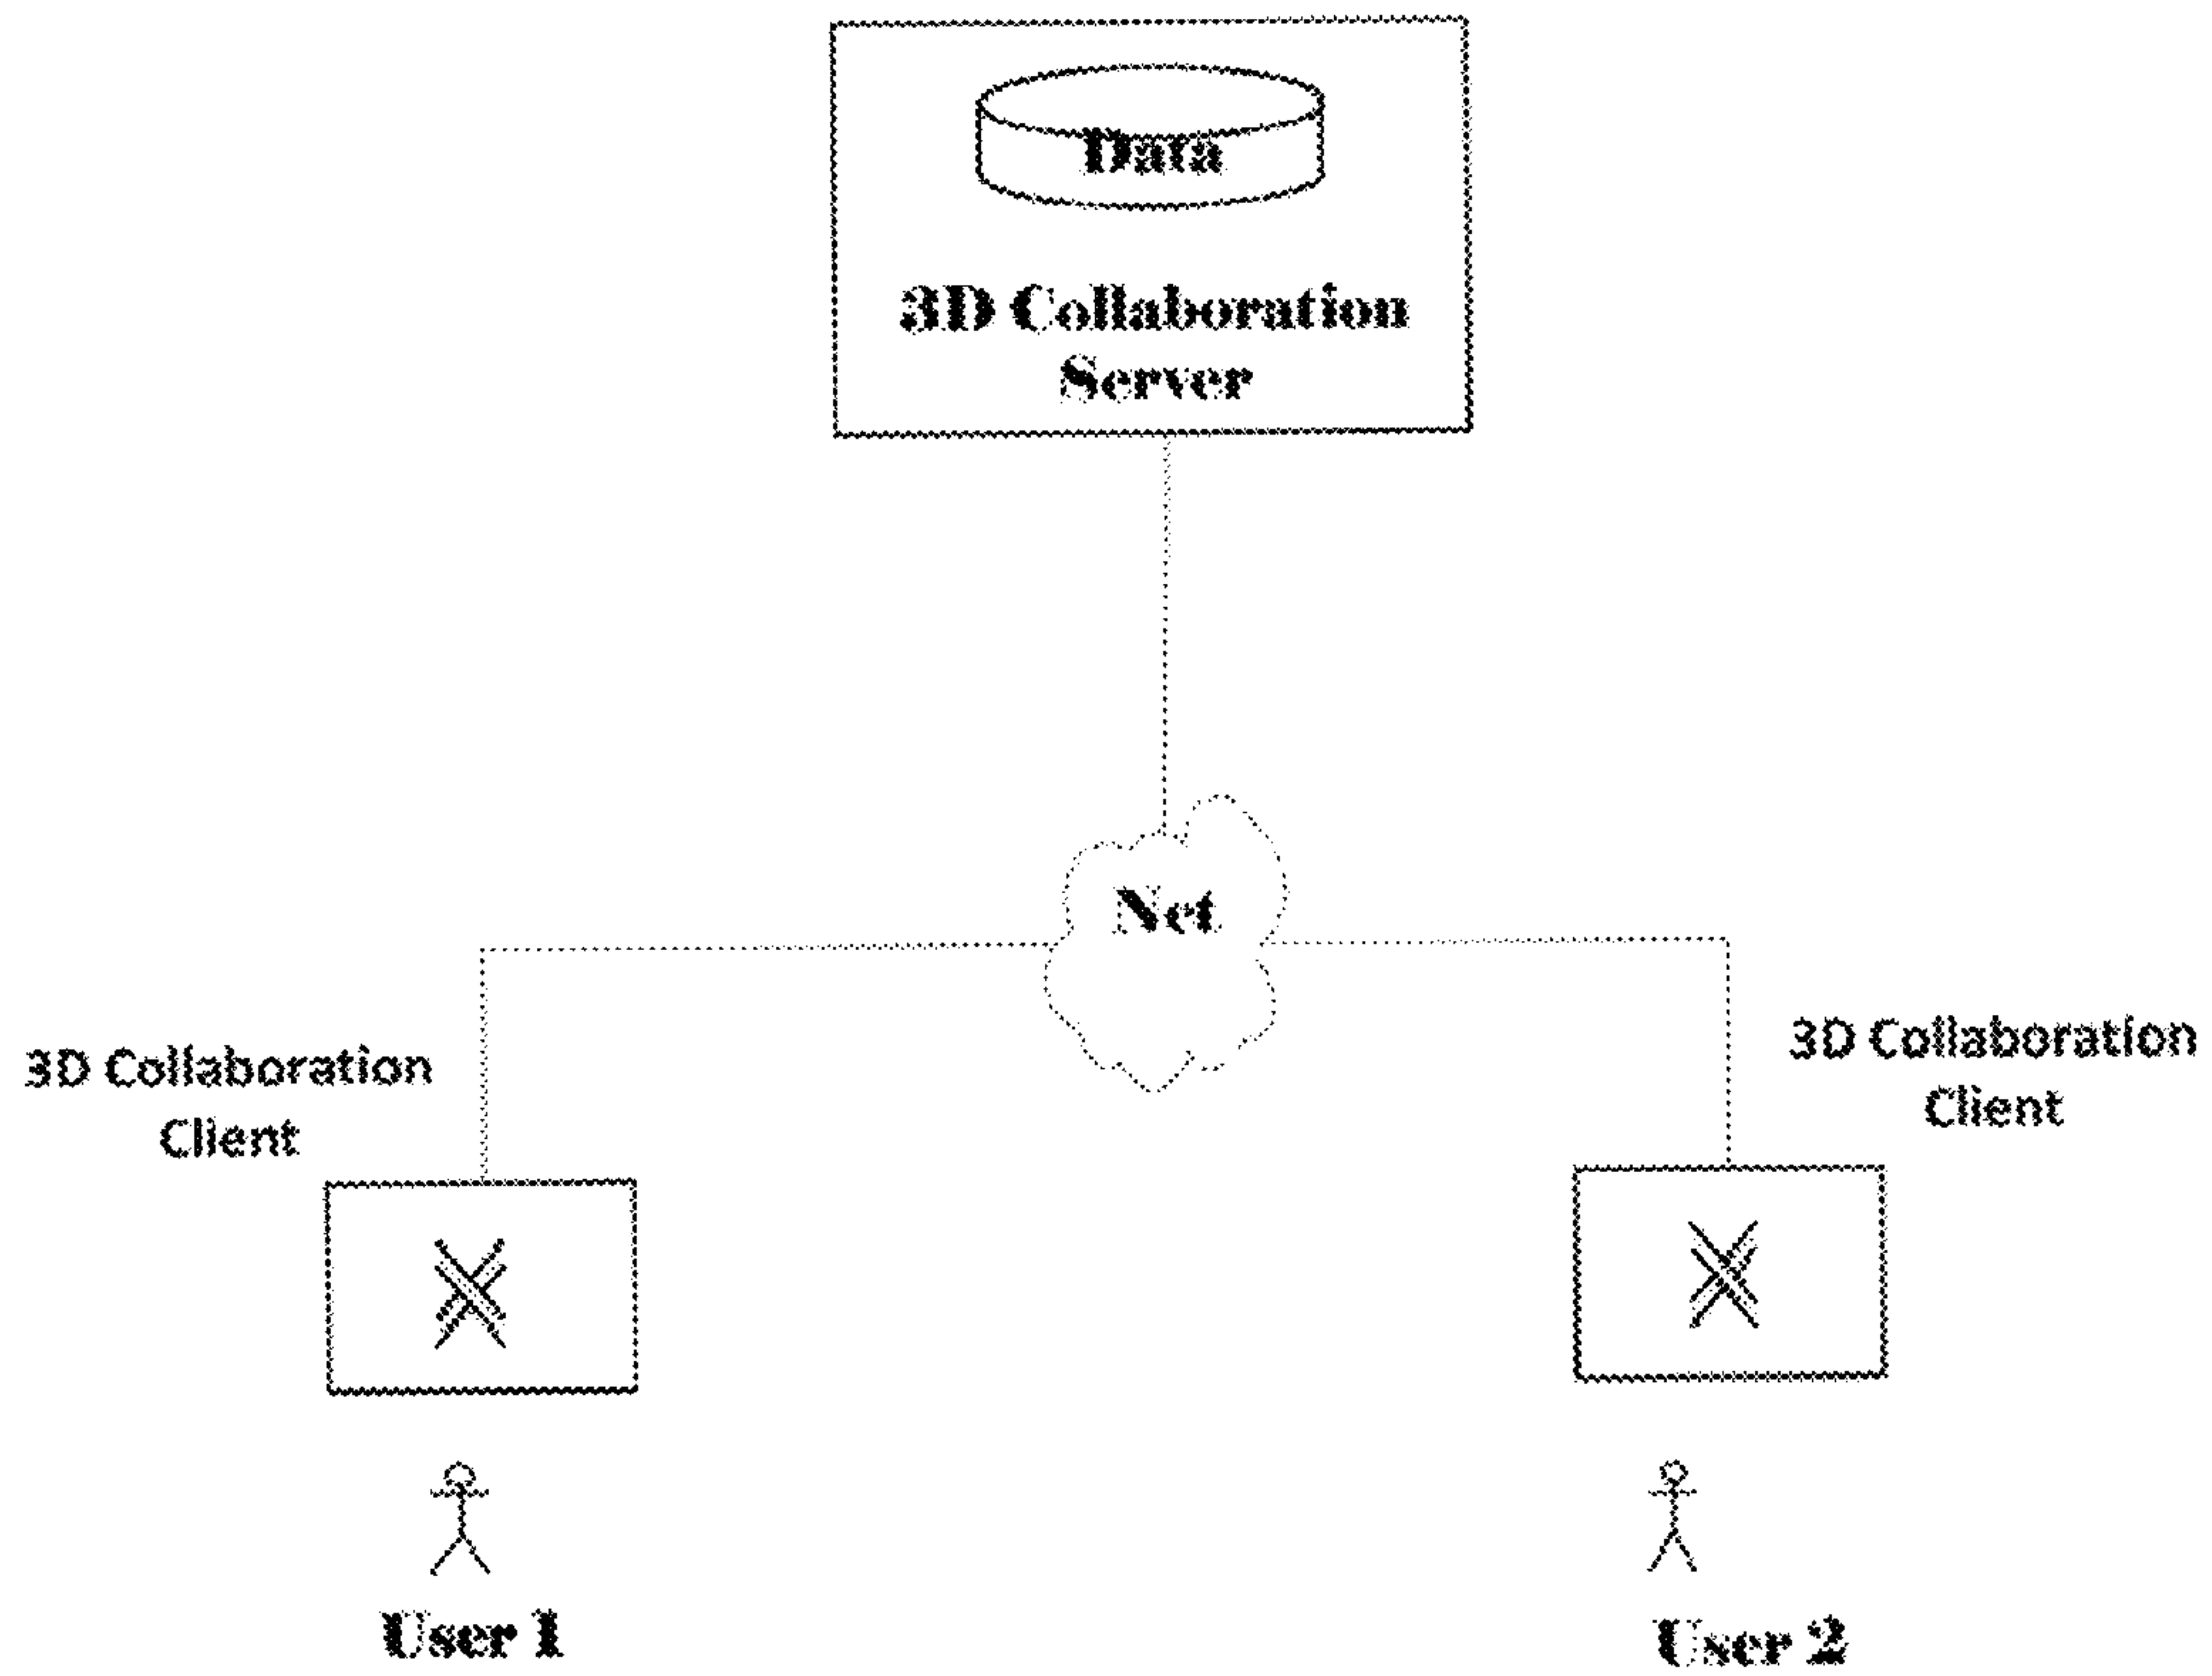 Data
3D Collaboration
Server
Net
3D Collaboration
Client
3D Collaboration
Client
User 1
User 2